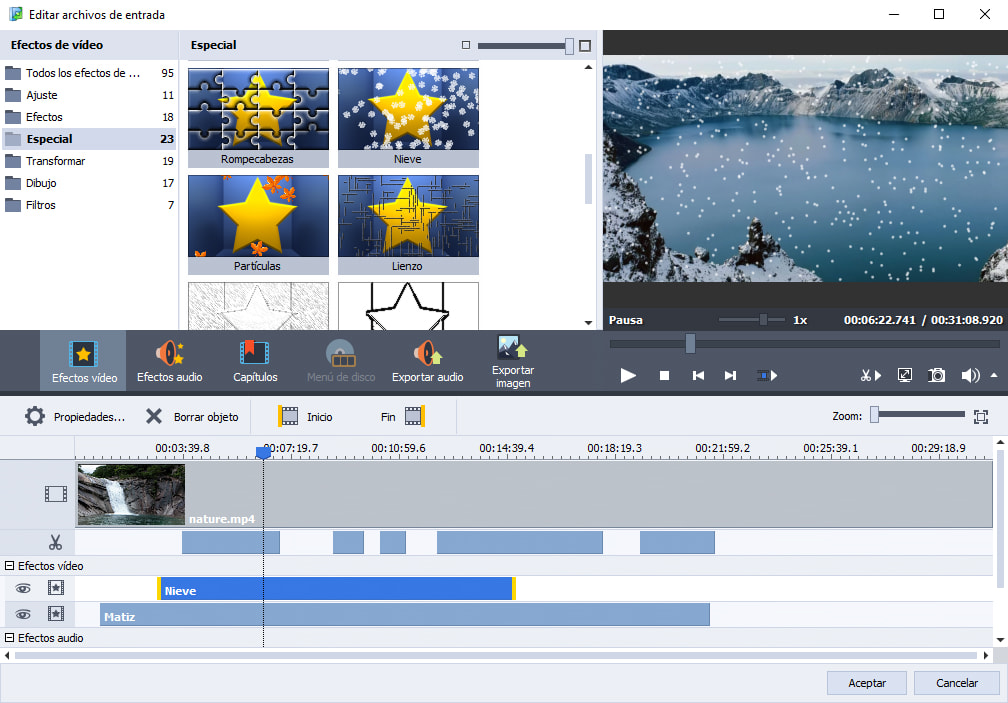 Editar archivos de entrada
Efectos de vídeo
Especial
Todos los efectos de ... 95
Ajuste 11
Efectos 18
Especial 23
Transformar 19
Dibujo 17
Filtros 7
Rompecabezas
Nieve
Partículas
Lienzo
Pausa
1x
00:06:22.741 / 00:31:08.920
Efectos vídeo
Efectos audio
Capítulos
Menú de disco
Exportar audio
Exportar
imagen
Propiedades...
Borrar objeto
Inicio
Fin
Zoom:
00:03:39.8
00:07:19.7
00:10:59.6
00:14:39.4
00:18:19.3
00:21:59.2
00:25:39.1
00:29:18.9
nature.mp4
Efectos vídeo
Nieve
Matiz
Efectos audio
Aceptar
Cancelar